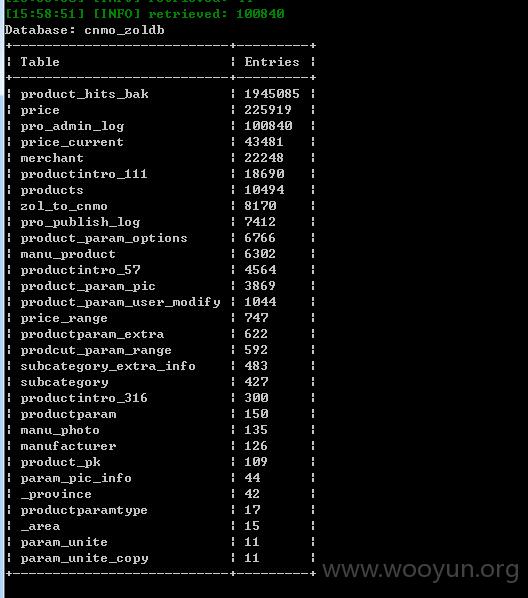 [15:58:51] [INFO] retrieved: 100840
Database: cnmo_zoldb
+----------------------------+---------+
| Table | Entries |
+----------------------------+---------+
| product_hits_bak | 1945085 |
| price | 225919 |
| pro_admin_log | 100840 |
| price_current | 43481 |
| merchant | 22248 |
| productintro_111 | 18690 |
| products | 10494 |
| zol_to_cnmo | 8170 |
| pro_publish_log | 7412 |
| product_param_options | 6766 |
| manu_product | 6302 |
| productintro_57 | 4564 |
| product_param_pic | 3869 |
| product_param_user_modify | 1044 |
| price_range | 747 |
| productparam_extra | 622 |
| prodcut_param_range | 592 |
| subcategory_extra_info | 483 |
| subcategory | 427 |
| productintro_316 | 300 |
| productparam | 150 |
| manu_photo | 135 |
| manufacturer | 126 |
| product_pk | 109 |
| param_pic_info | 44 |
| _province | 42 |
| productparamtype | 17 |
| _area | 15 |
| param_unite | 11 |
| param_unite_copy | 11 |
+----------------------------+---------+
www.wooyun.org